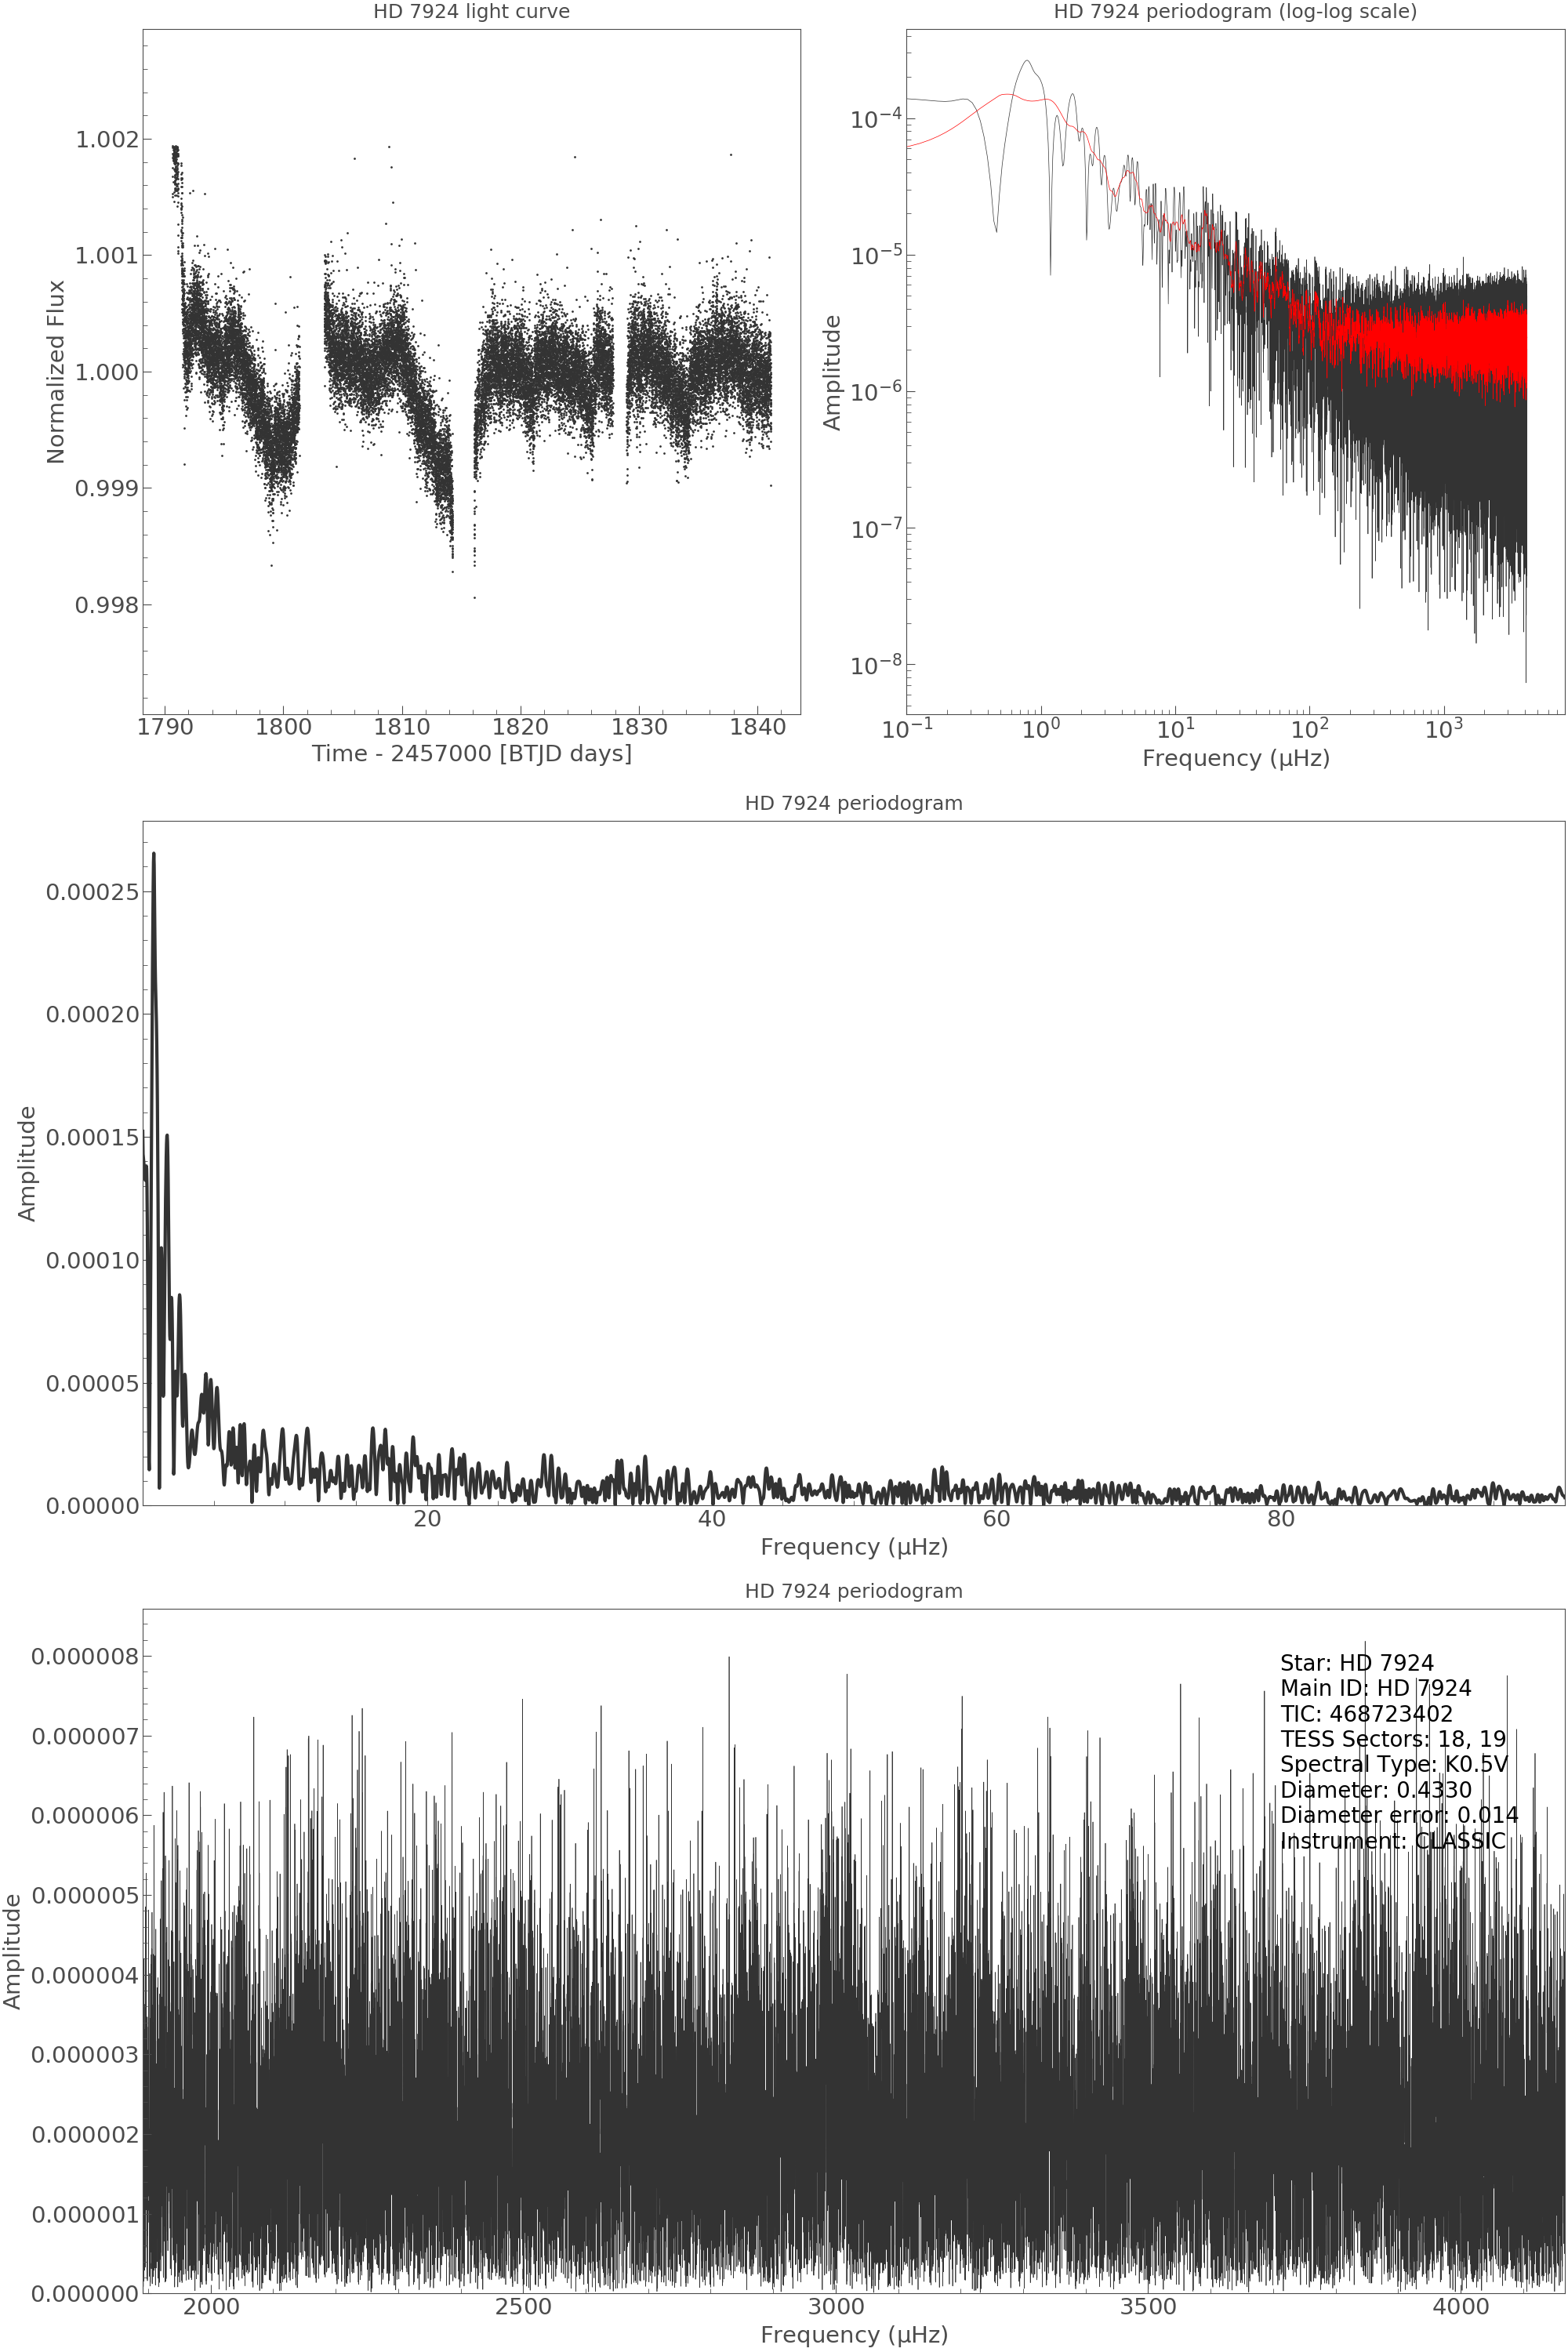 HD 7924 light curve
1.002
1.001
1.000
0.999
0.998
Normalized Flux
1790 1800 1810 1820 1830 1840
Time - 2457000 [BTJD days]
HD 7924 periodogram (log-log scale)
10⁻⁴
10⁻⁵
10⁻⁶
10⁻⁷
10⁻⁸
Amplitude
10⁻¹ 10⁰ 10¹ 10² 10³
Frequency (μHz)
HD 7924 periodogram
0.00025
0.00020
0.00015
0.00010
0.00005
0.00000
Amplitude
20 40 60 80
Frequency (μHz)
HD 7924 periodogram
0.000008
0.000007
0.000006
0.000005
0.000004
0.000003
0.000002
0.000001
0.000000
Amplitude
Star: HD 7924
Main ID: HD 7924
TIC: 468723402
TESS Sectors: 18, 19
Spectral Type: K0.5V
Diameter: 0.4330
Diameter error: 0.014
Instrument: CLASSIC
2000 2500 3000 3500 4000
Frequency (μHz)